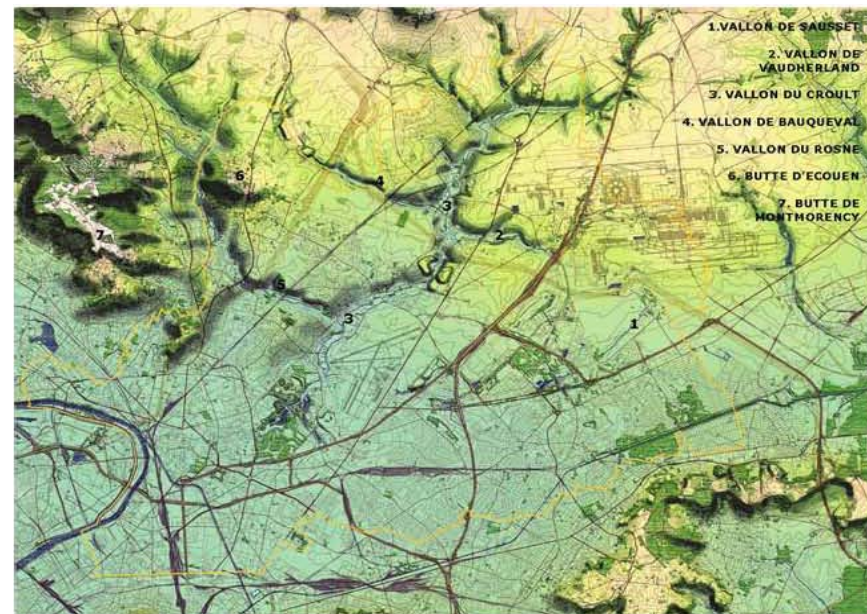 1.VALLON DE SAUSSET
2. VALLON DE
VAUDHERLAND
3. VALLON DU CROULT
4. VALLON DE BAUQUEVAL
5. VALLON DU ROSNE
6. BUTTE D'ECOUEN
7. BUTTE DE
MONTMORENCY
6
4
3
7
2
5
3
1